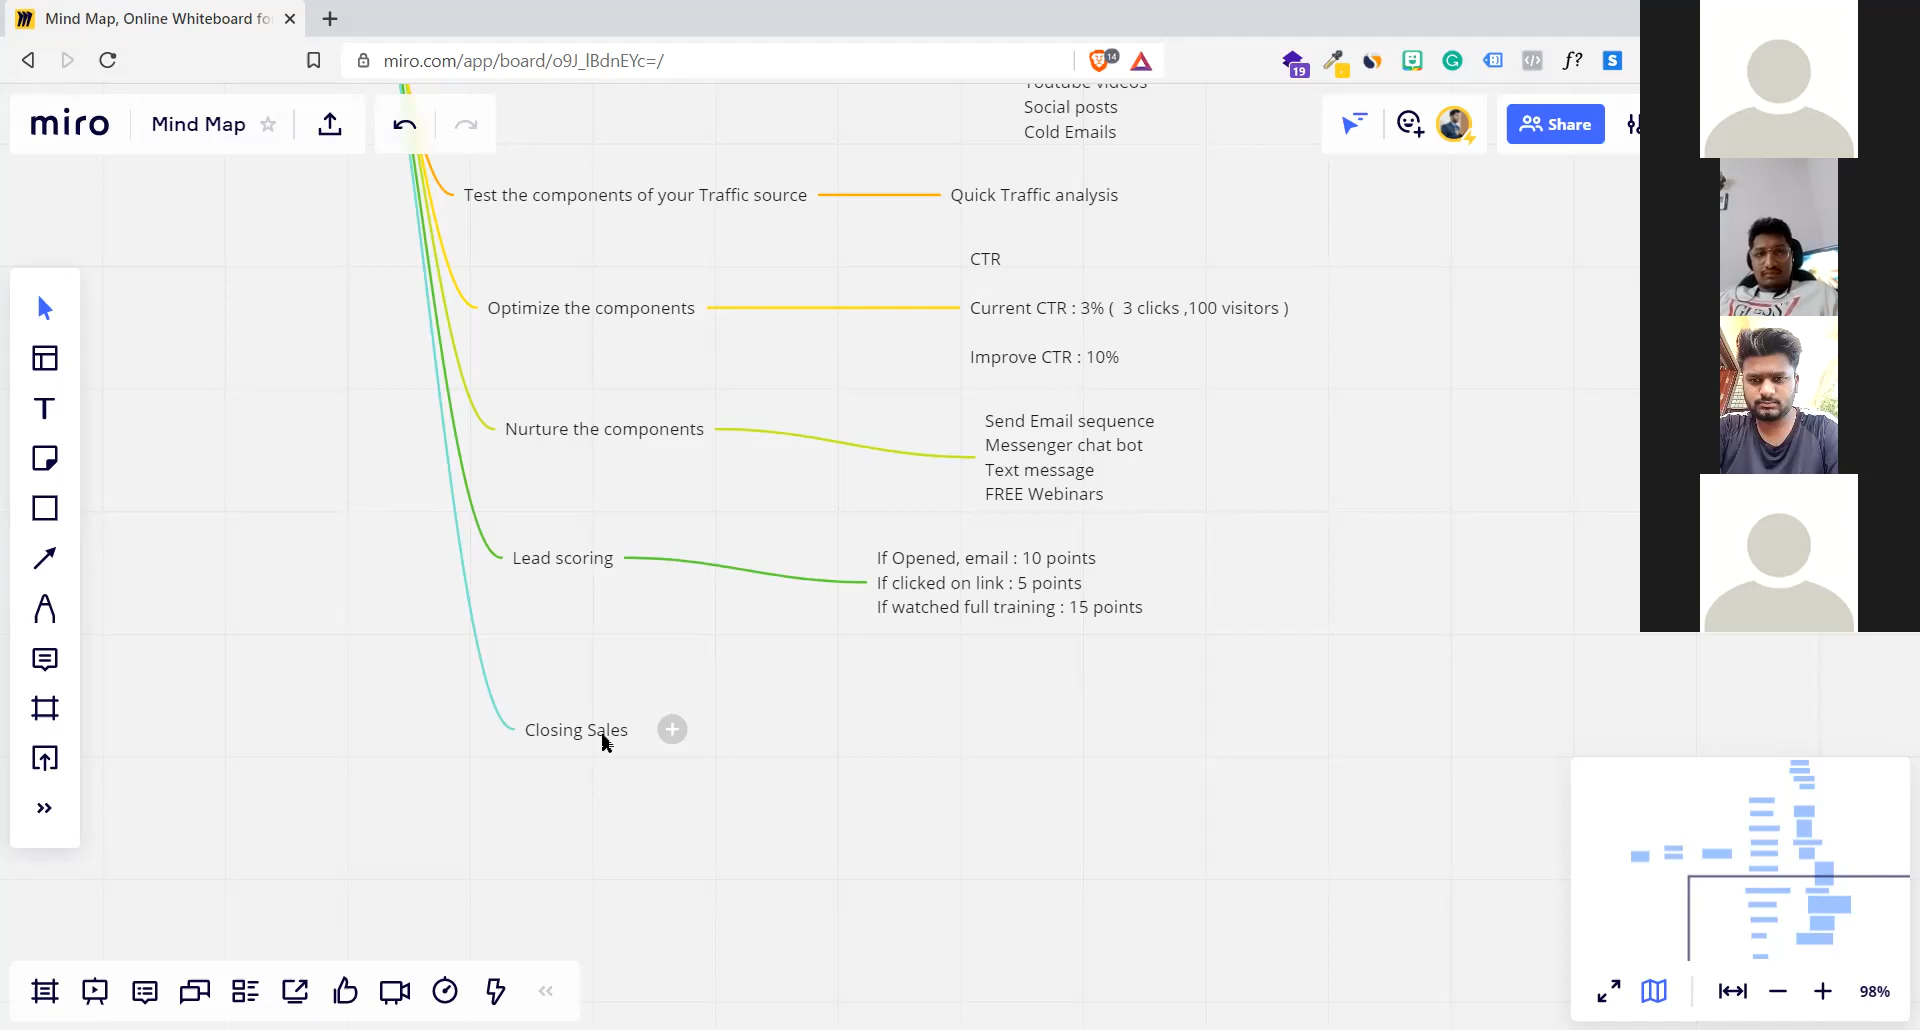 Mind Map, Online Whiteboard fo
miro.com/app/board/o9J_lBdnEYc=/
14
19
f?
S
miro
Mind Map
Share
Youtube videos
Social posts
Cold Emails
Test the components of your Traffic source
Quick Traffic analysis
CTR
Optimize the components
Current CTR : 3% (  3 clicks ,100 visitors )
Improve CTR : 10%
Nurture the components
Send Email sequence
Messenger chat bot
Text message
FREE Webinars
Lead scoring
If Opened, email : 10 points
If clicked on link : 5 points
If watched full training : 15 points
Closing Sales
98%